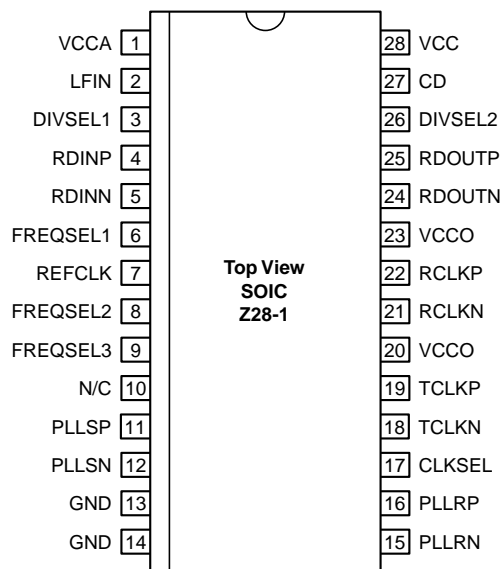 VCCA 1 28 VCC
LFIN 2 27 CD
DIVSEL1 3 26 DIVSEL2
RDINP 4 25 RDOUTP
RDINN 5 24 RDOUTN
FREQSEL1 6 23 VCCO
REFCLK 7 22 RCLKP
FREQSEL2 8 21 RCLKN
FREQSEL3 9 20 VCCO
N/C 10 19 TCLKP
PLLSP 11 18 TCLKN
PLLSN 12 17 CLKSEL
GND 13 16 PLLRP
GND 14 15 PLLRN
Top View
SOIC
Z28-1